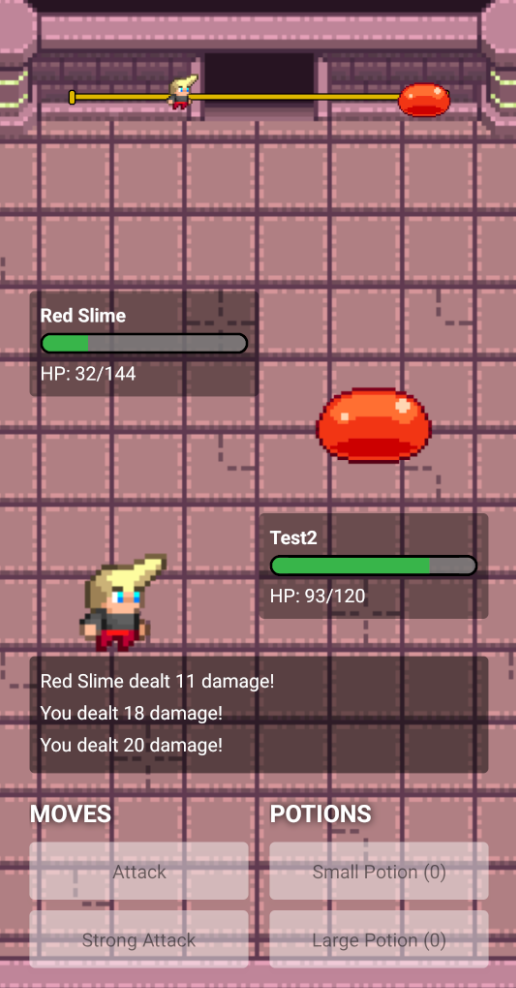 Red Slime
HP: 32/144
Test2
HP: 93/120
Red Slime dealt 11 damage!
You dealt 18 damage!
You dealt 20 damage!
MOVES
POTIONS
Attack
Small Potion (0)
Strong Attack
Large Potion (0)